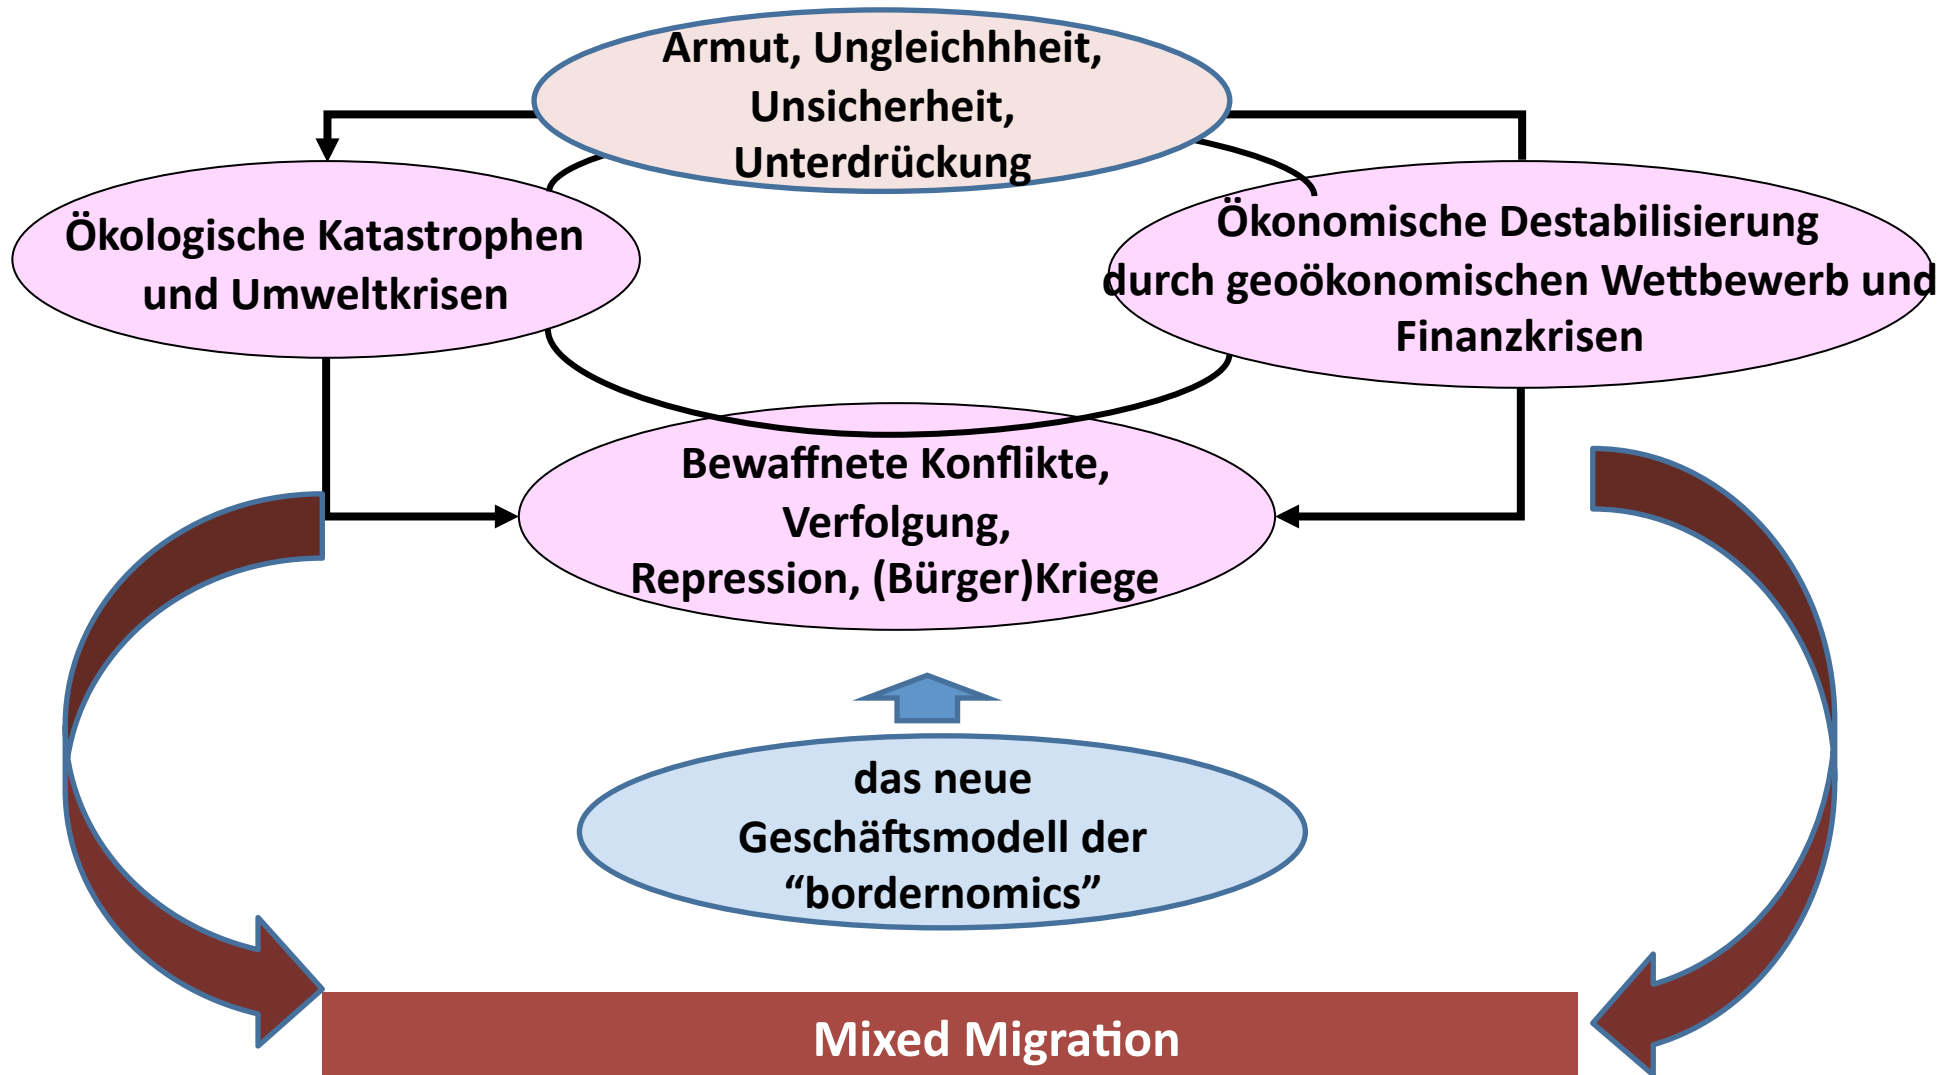 Armut, Ungleichhheit,
Unsicherheit,
Unterdrückung
Ökologische Katastrophen
und Umweltkrisen
Ökonomische Destabilisierung
durch geoökonomischen Wettbewerb und
Finanzkrisen
Bewaffnete Konflikte,
Verfolgung,
Repression, (Bürger)Kriege
das neue
Geschäftsmodell der
“bordernomics”
Mixed Migration